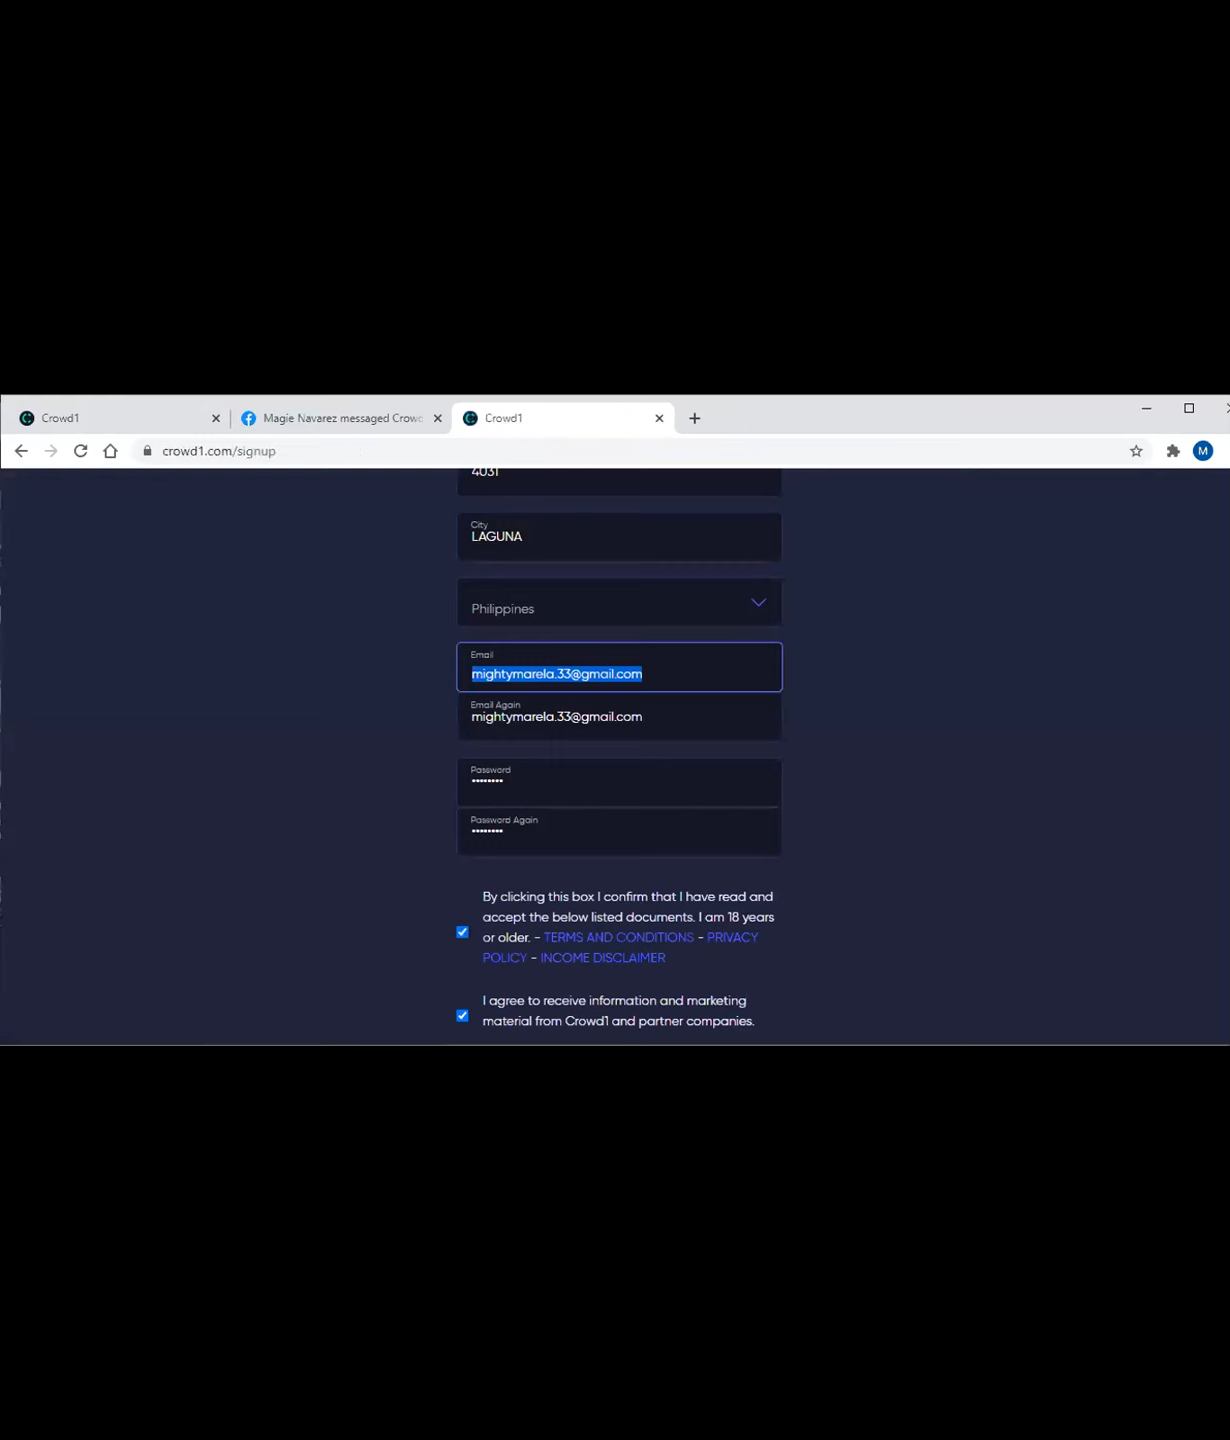 Crowd1
Magie Navarez messaged Crowd
Crowd1
crowd1.com/signup
M
4031
City
LAGUNA
Philippines
Email
mightymarela.33@gmail.com
Email Again
mightymarela.33@gmail.com
Password
••••••••
Password Again
••••••••
By clicking this box I confirm that I have read and
accept the below listed documents. I am 18 years
or older. - TERMS AND CONDITIONS - PRIVACY
POLICY - INCOME DISCLAIMER
I agree to receive information and marketing
material from Crowd1 and partner companies.